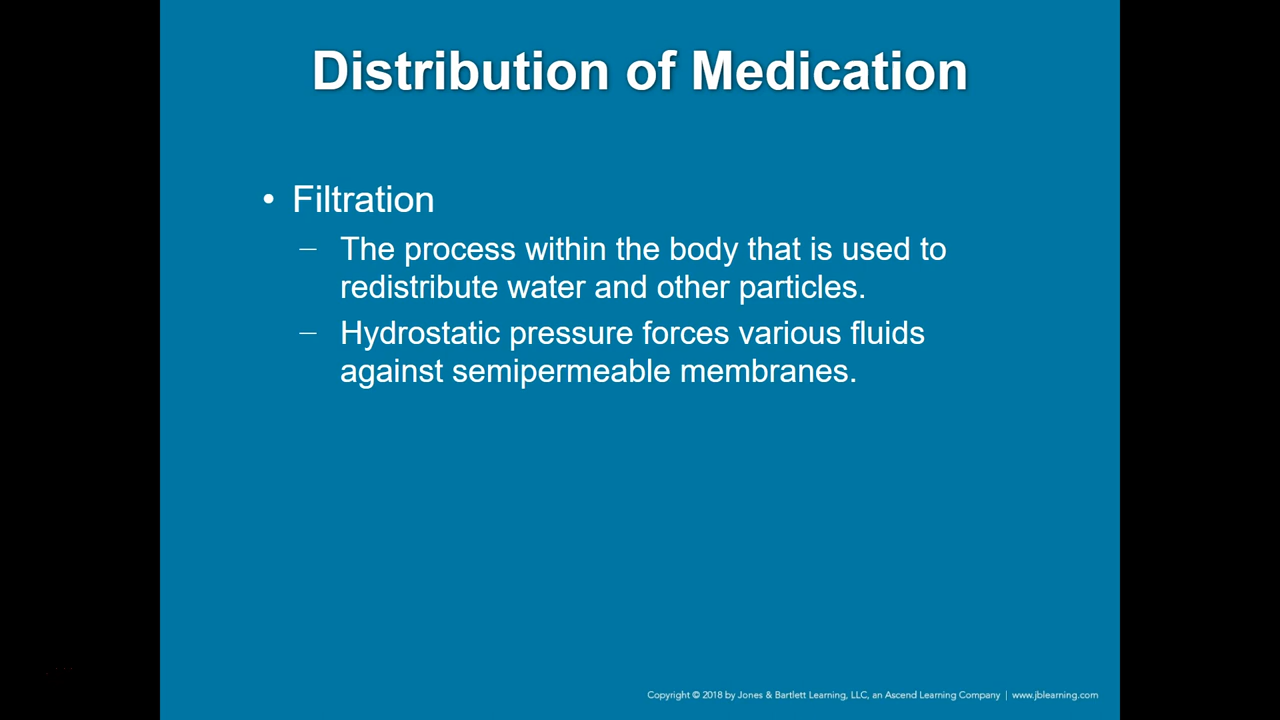 Distribution of Medication
• Filtration
– The process within the body that is used to
redistribute water and other particles.
– Hydrostatic pressure forces various fluids
against semipermeable membranes.
Copyright © 2018 by Jones & Bartlett Learning, LLC, an Ascend Learning Company | www.jblearning.com